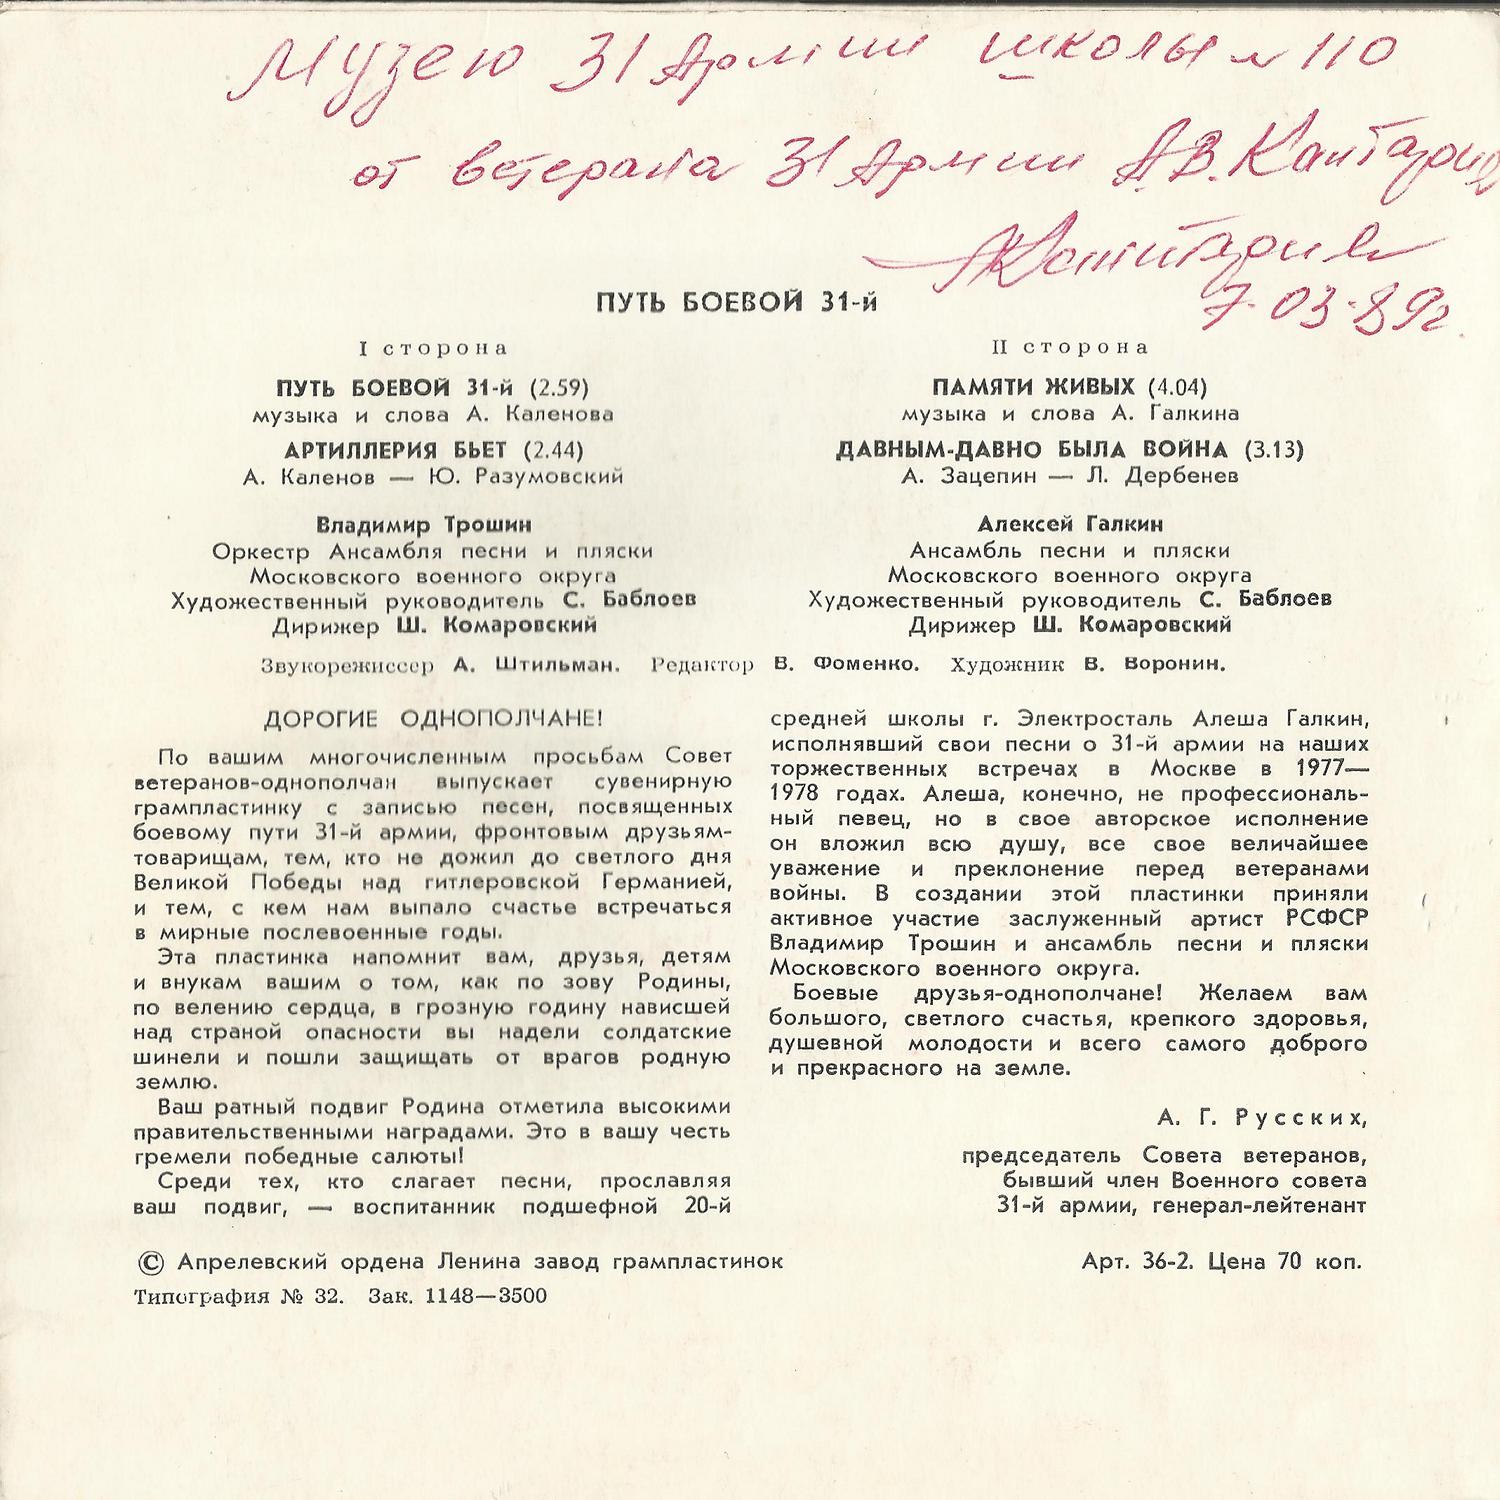 Музею 31 Армии школы № 110
от ветерана 31 Армии А.В. Кантария
7.03.89г.
ПУТЬ БОЕВОЙ 31-й
I сторона
ПУТЬ БОЕВОЙ 31-й (2.59)
музыка и слова А. Каленова
АРТИЛЛЕРИЯ БЬЕТ (2.44)
А. Каленов — Ю. Разумовский
Владимир Трошин
Оркестр Ансамбля песни и пляски
Московского военного округа
Художественный руководитель С. Баблоев
Дирижер Ш. Комаровский
II сторона
ПАМЯТИ ЖИВЫХ (4.04)
музыка и слова А. Галкина
ДАВНЫМ-ДАВНО БЫЛА ВОЙНА (3.13)
А. Зацепин — Л. Дербенев
Алексей Галкин
Ансамбль песни и пляски
Московского военного округа
Художественный руководитель С. Баблоев
Дирижер Ш. Комаровский
Звукорежиссер А. Штильман. Редактор В. Фоменко. Художник В. Воронин.
ДОРОГИЕ ОДНОПОЛЧАНЕ!
По вашим многочисленным просьбам Совет
ветеранов-однополчан выпускает сувенирную
грампластинку с записью песен, посвященных
боевому пути 31-й армии, фронтовым друзьям-
товарищам, тем, кто не дожил до светлого дня
Великой Победы над гитлеровской Германией,
и тем, с кем нам выпало счастье встречаться
в мирные послевоенные годы.
Эта пластинка напомнит вам, друзья, детям
и внукам вашим о том, как по зову Родины,
по велению сердца, в грозную годину нависшей
над страной опасности вы надели солдатские
шинели и пошли защищать от врагов родную
землю.
Ваш ратный подвиг Родина отметила высокими
правительственными наградами. Это в вашу честь
гремели победные салюты!
Среди тех, кто слагает песни, прославляя
ваш подвиг, — воспитанник подшефной 20-й
средней школы г. Электросталь Алеша Галкин,
исполнявший свои песни о 31-й армии на наших
торжественных встречах в Москве в 1977—
1978 годах. Алеша, конечно, не профессиональ-
ный певец, но в свое авторское исполнение
он вложил всю душу, все свое величайшее
уважение и преклонение перед ветеранами
войны. В создании этой пластинки приняли
активное участие заслуженный артист РСФСР
Владимир Трошин и ансамбль песни и пляски
Московского военного округа.
Боевые друзья-однополчане! Желаем вам
большого, светлого счастья, крепкого здоровья,
душевной молодости и всего самого доброго
и прекрасного на земле.
А. Г. Русских,
председатель Совета ветеранов,
бывший член Военного совета
31-й армии, генерал-лейтенант
© Апрелевский ордена Ленина завод грампластинок
Арт. 36-2. Цена 70 коп.
Типография № 32. Зак. 1148—3500